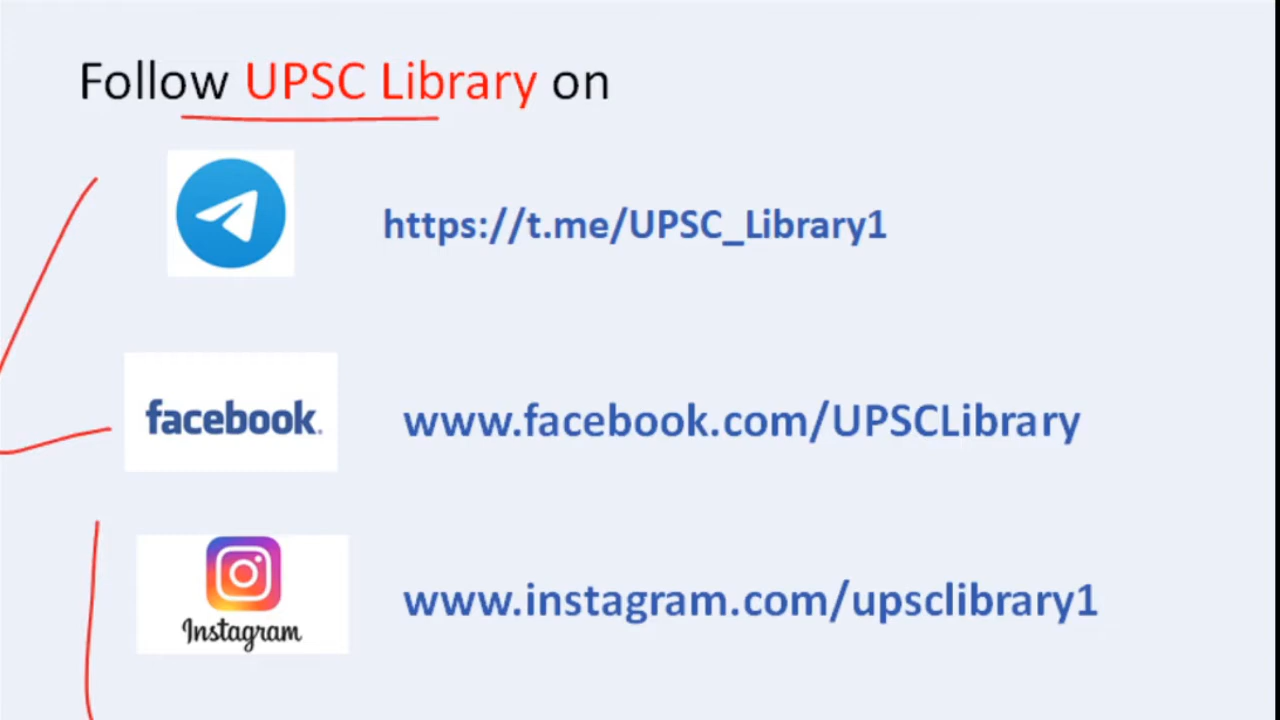 Follow UPSC Library on
https://t.me/UPSC_Library1
facebook.
www.facebook.com/UPSCLibrary
Instagram
www.instagram.com/upsclibrary1